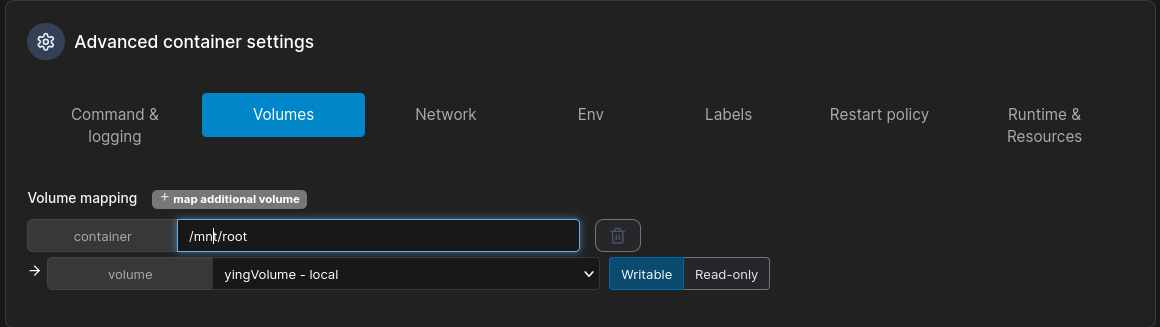 Advanced container settings
Command & logging
Volumes
Network
Env
Labels
Restart policy
Runtime & Resources
Volume mapping
+ map additional volume
container
/mnt/root
→ volume
yingVolume - local
Writable
Read-only